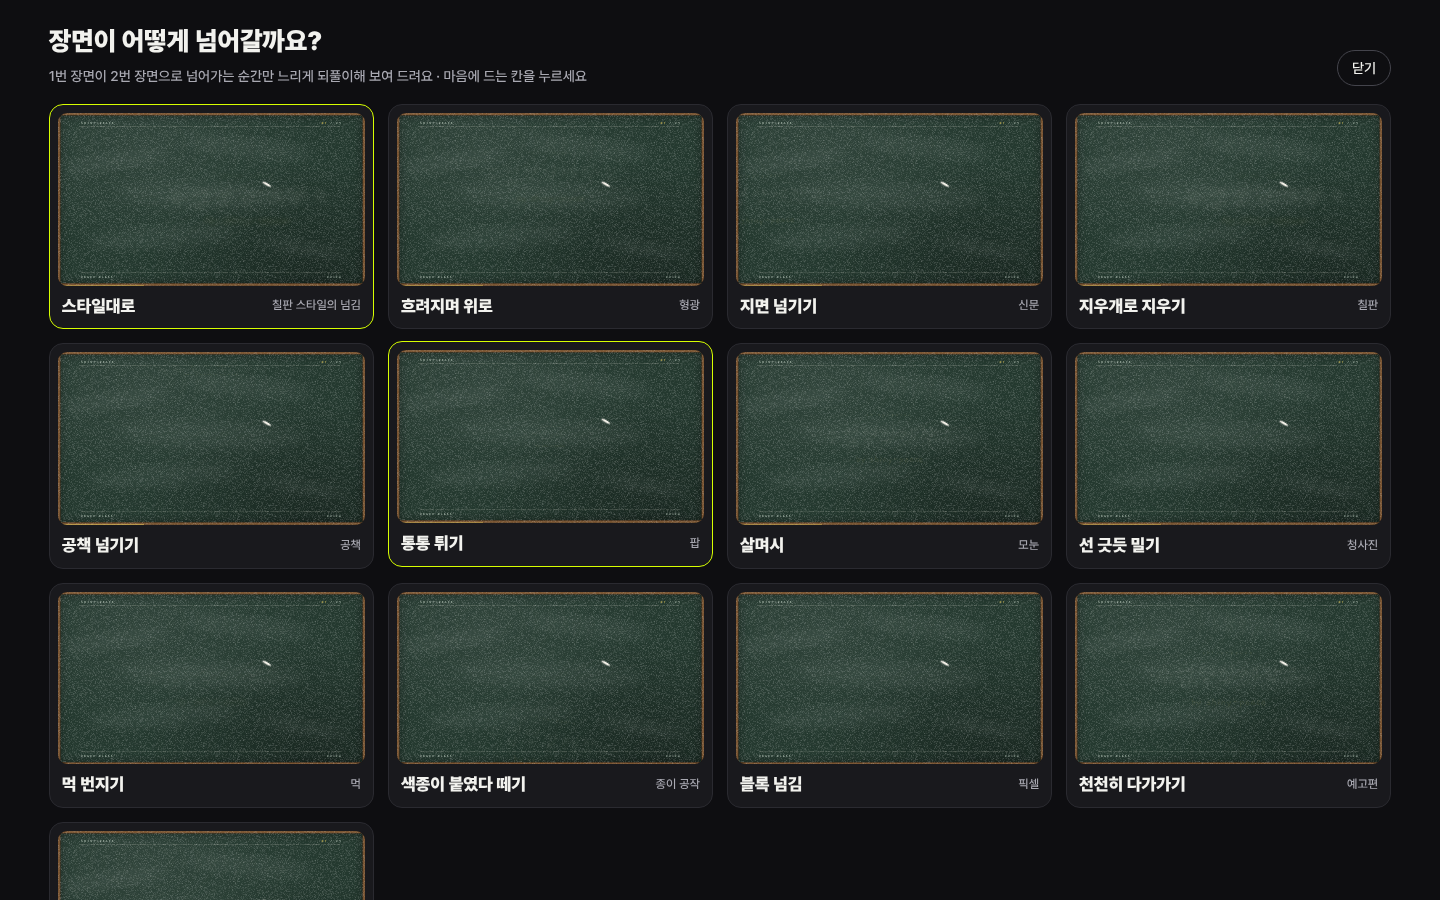 장면이 어떻게 넘어갈까요?
1번 장면이 2번 장면으로 넘어가는 순간만 느리게 되풀이해 보여 드려요 · 마음에 드는 칸을 누르세요
닫기
스타일대로 칠판 스타일의 넘김
흐려지며 위로 형광
지면 넘기기 신문
지우개로 지우기 칠판
공책 넘기기 공책
통통 튀기 팝
살며시 모눈
선 긋듯 밀기 청사진
먹 번지기 먹
색종이 붙였다 떼기 종이 공작
블록 넘김 픽셀
천천히 다가가기 예고편